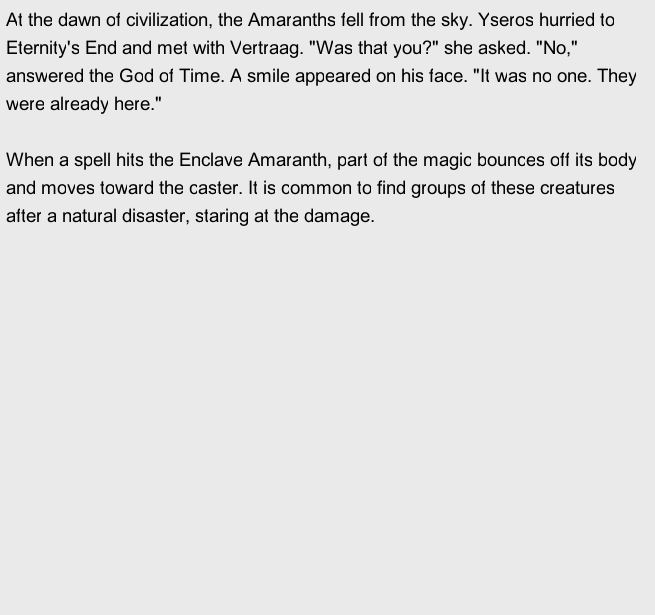 At the dawn of civilization, the Amaranths fell from the sky. Yseros hurried to
Eternity's End and met with Vertraag. "Was that you?" she asked. "No,"
answered the God of Time. A smile appeared on his face. "It was no one. They
were already here."
When a spell hits the Enclave Amaranth, part of the magic bounces off its body
and moves toward the caster. It is common to find groups of these creatures
after a natural disaster, staring at the damage.